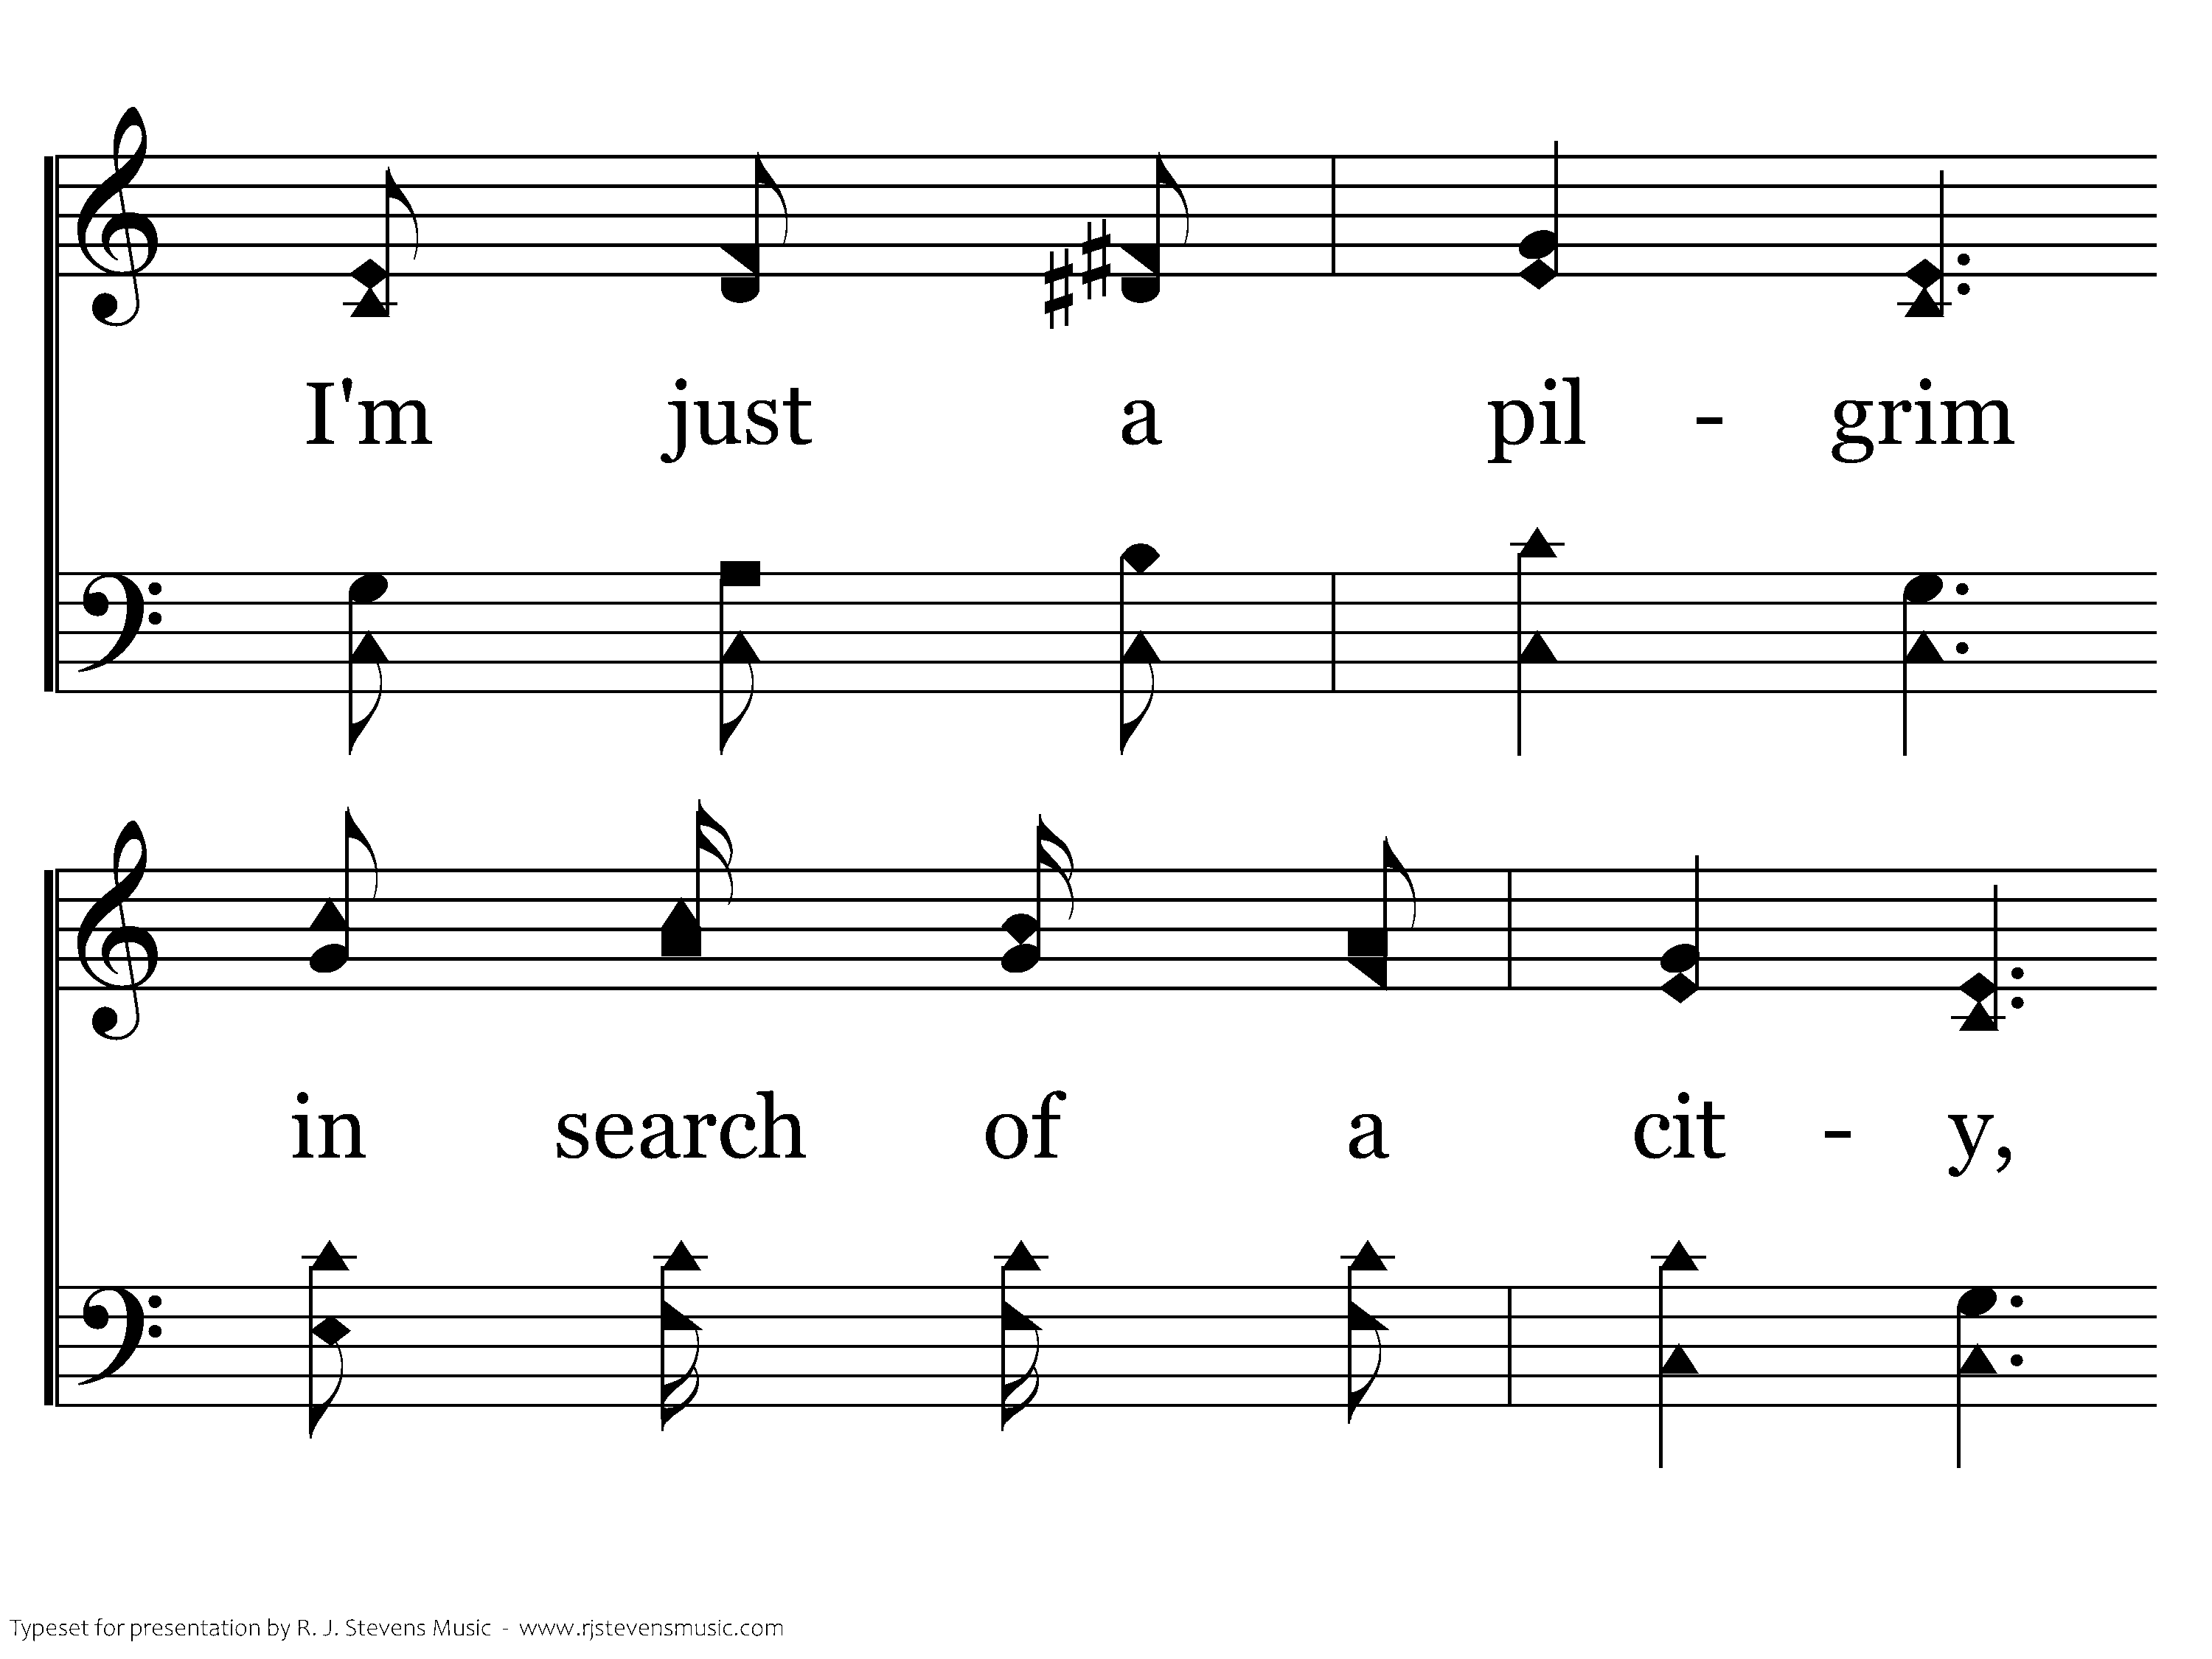 I'm just a pil - grim
in search of a cit - y,
Typeset for presentation by R. J. Stevens Music - www.rjstevensmusic.com